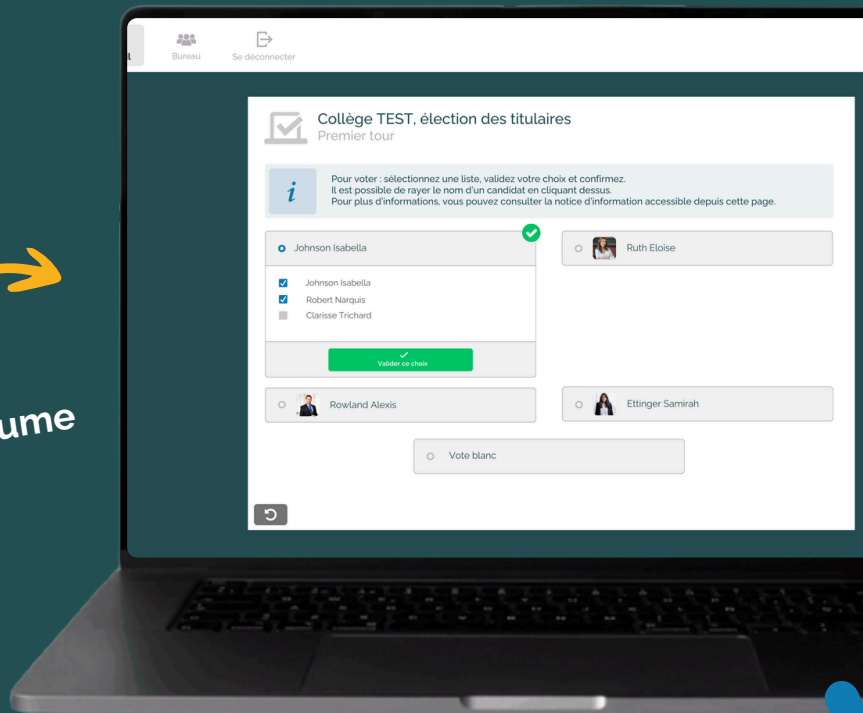 Bureau
Se déconnecter
Collège TEST, élection des titulaires
Premier tour
i
Pour voter : sélectionnez une liste, validez votre choix et confirmez.
Il est possible de rayer le nom d'un candidat en cliquant dessus.
Pour plus d'informations, vous pouvez consulter la notice d'information accessible depuis cette page.
Johnson Isabella
Ruth Eloise
Johnson Isabella
Robert Narquis
Clarisse Trichard
Valider ce choix
Rowland Alexis
Ettinger Samirah
Vote blanc
ume